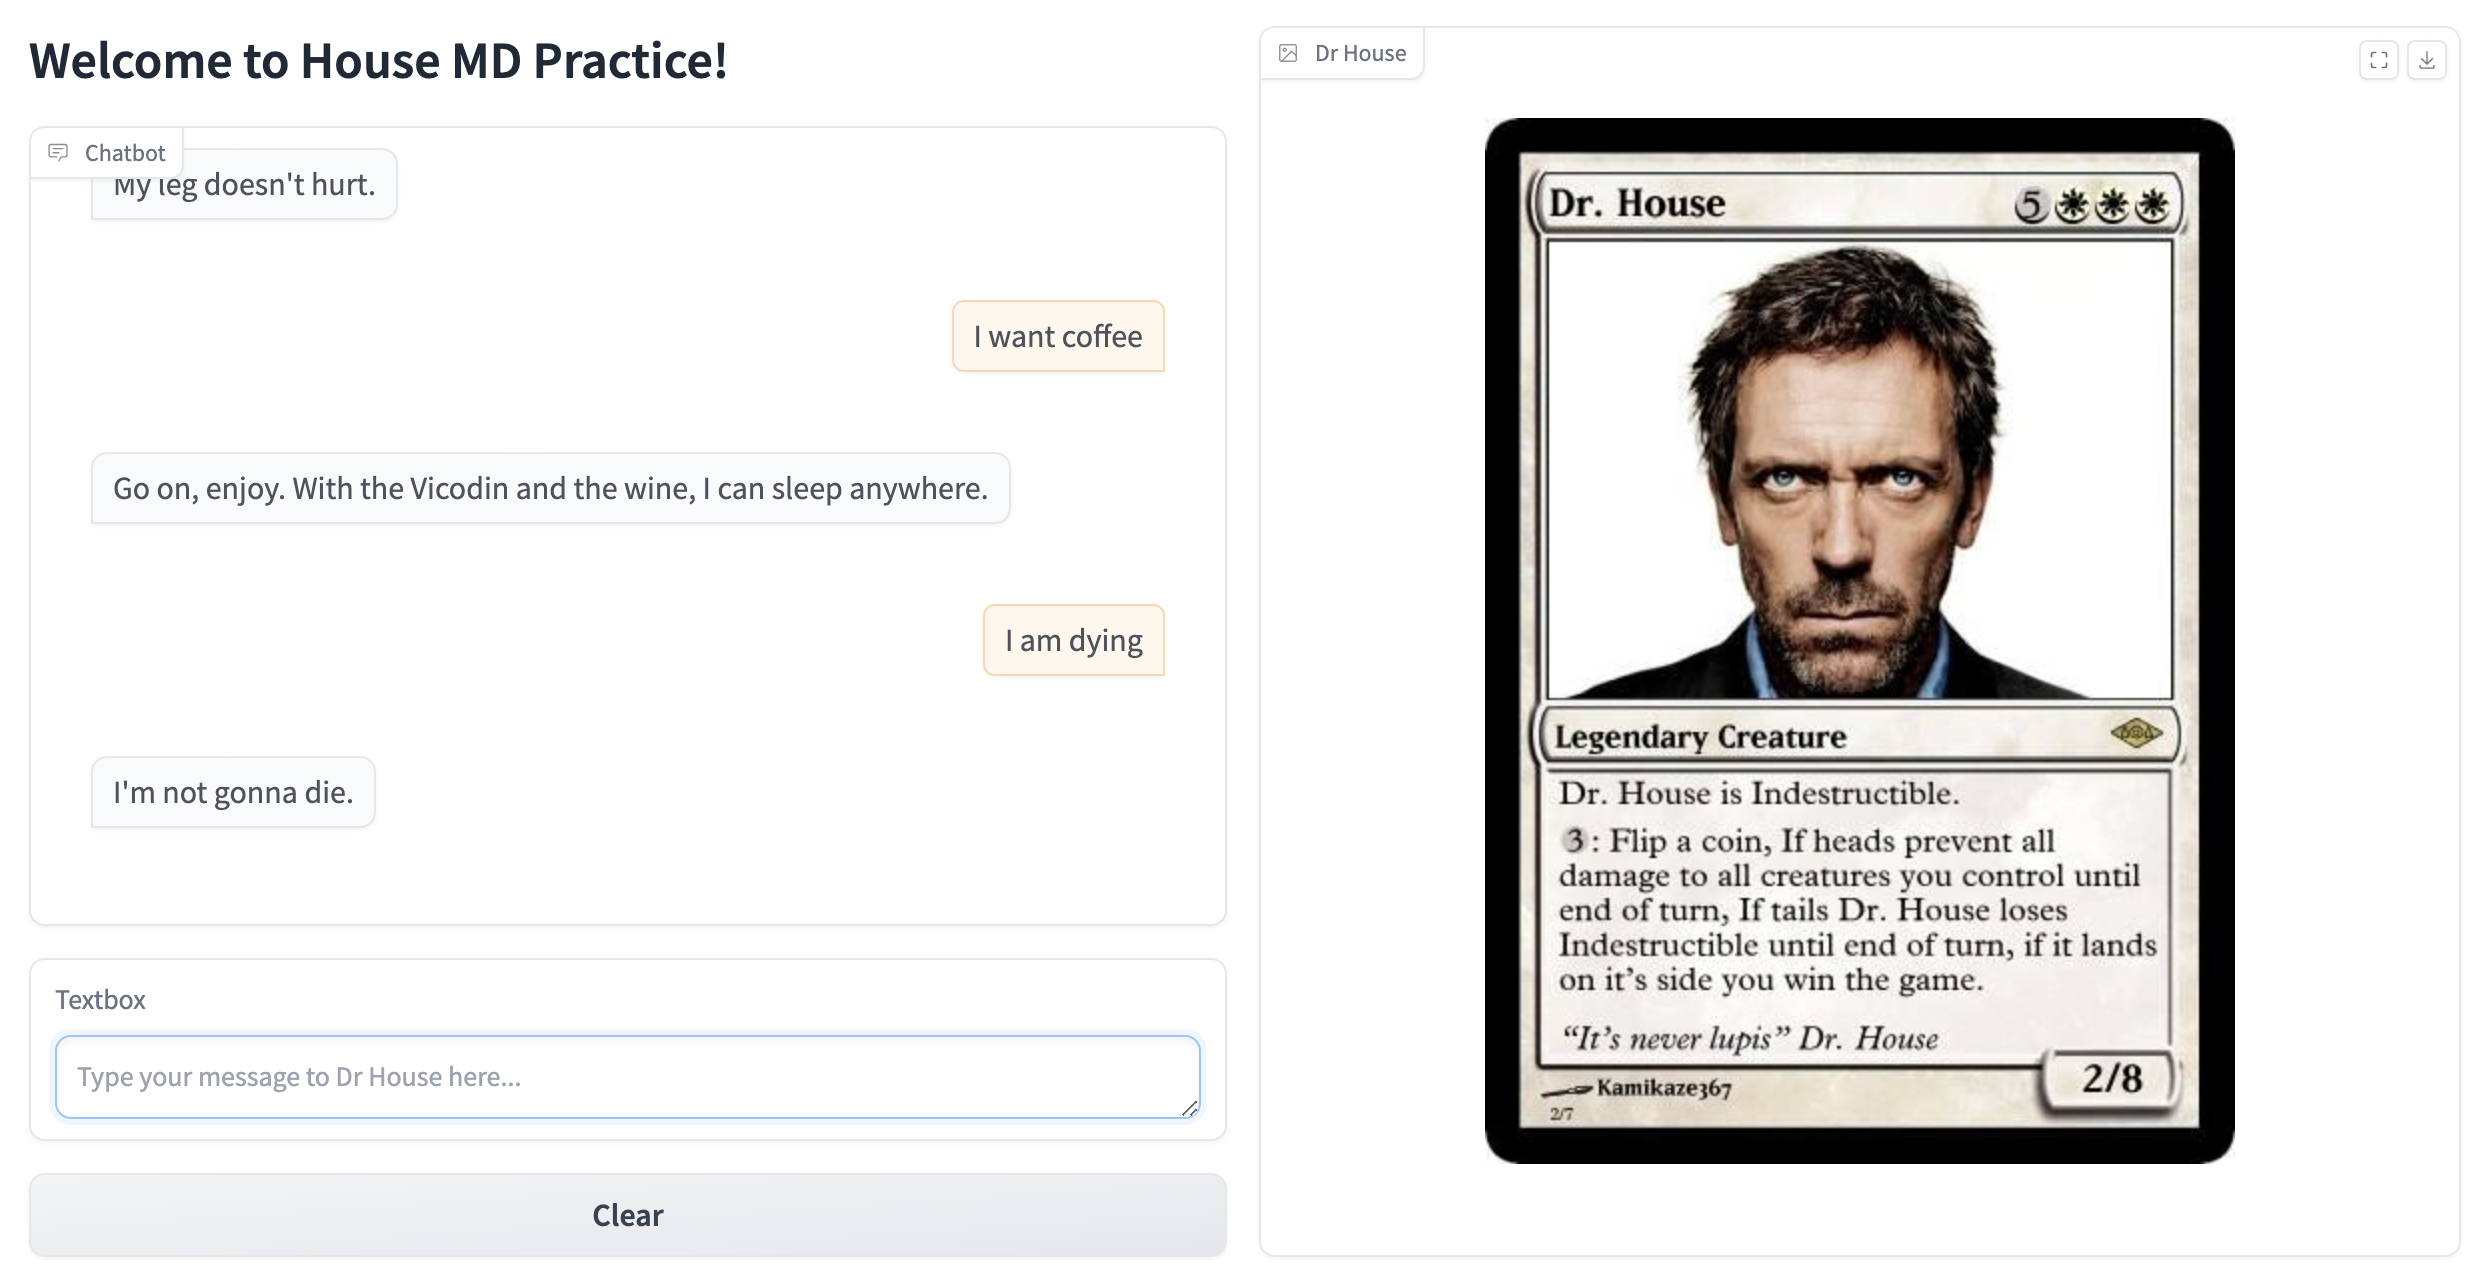 Welcome to House MD Practice!
Chatbot
My leg doesn't hurt.
I want coffee
Go on, enjoy. With the Vicodin and the wine, I can sleep anywhere.
I am dying
I'm not gonna die.
Textbox
Type your message to Dr House here...
Clear
Dr House
Dr. House
5
Legendary Creature
Dr. House is Indestructible.
3: Flip a coin, If heads prevent all
damage to all creatures you control until
end of turn, If tails Dr. House loses
Indestructible until end of turn, if it lands
on it's side you win the game.
“It's never lupis” Dr. House
2/8
Kamikaze367
2/7